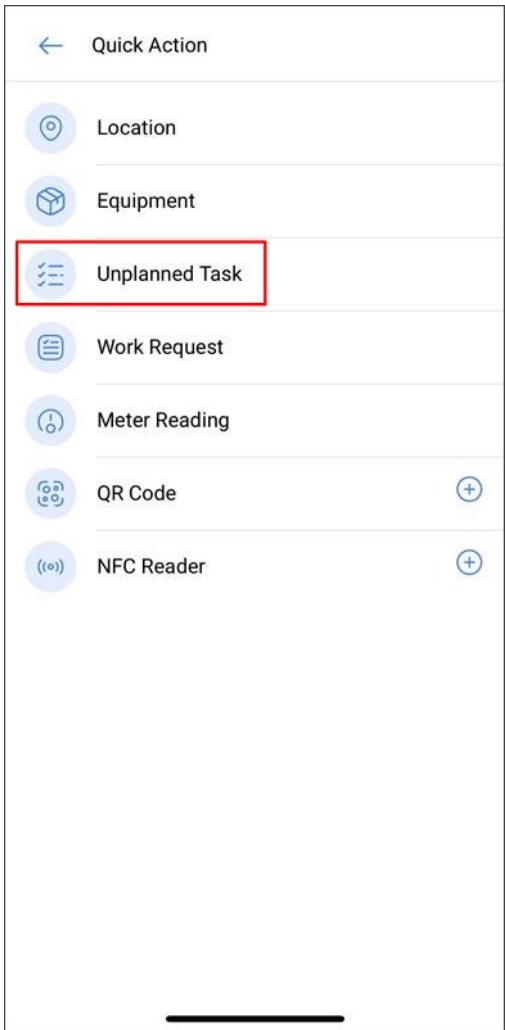 Quick Action
Location
Equipment
Unplanned Task
Work Request
Meter Reading
QR Code
NFC Reader